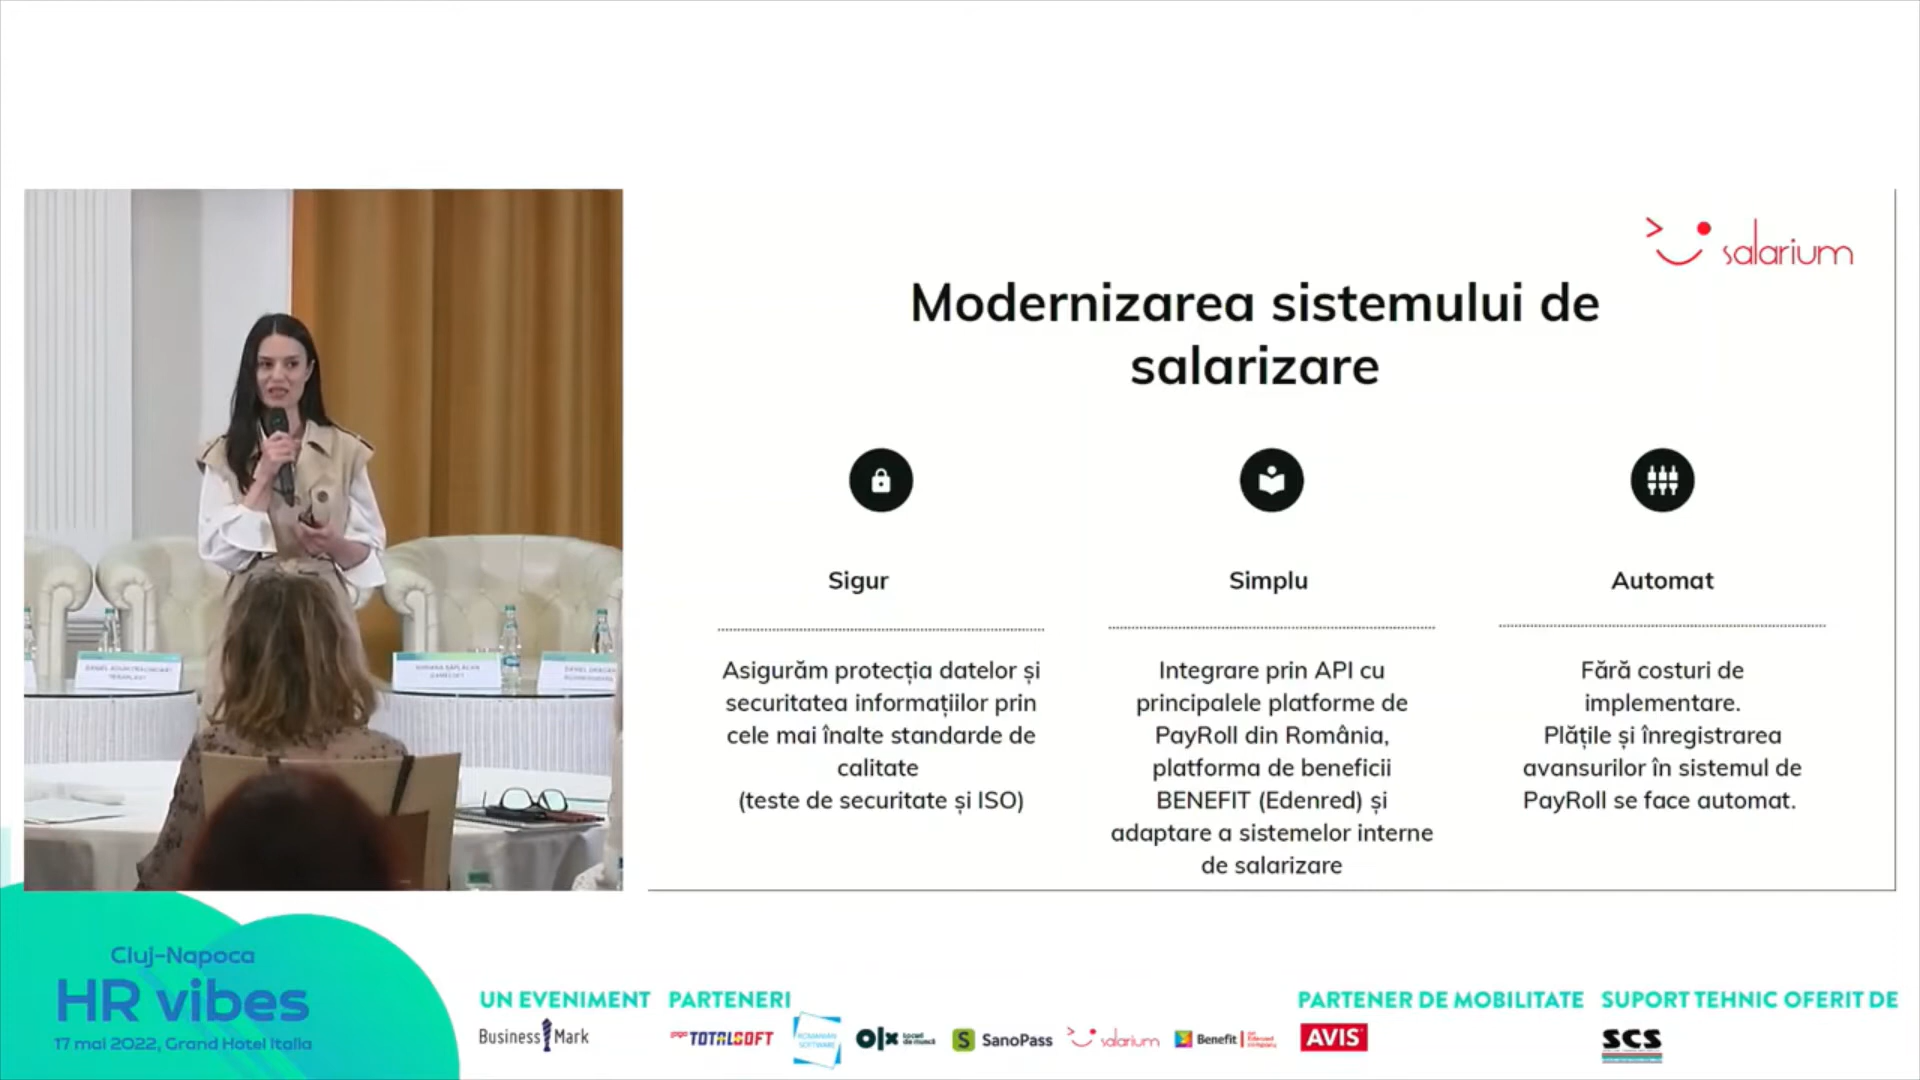 salarium
Modernizarea sistemului de
salarizare
Sigur
Simplu
Automat
Asigurăm protecția datelor și
securitatea informațiilor prin
cele mai înalte standarde de
calitate
(teste de securitate și ISO)
Integrare prin API cu
principalele platforme de
PayRoll din România,
platforma de beneficii
BENEFIT (Edenred) și
adaptare a sistemelor interne
de salarizare
Fără costuri de
implementare.
Plățile și înregistrarea
avansurilor în sistemul de
PayRoll se face automat.
Cluj-Napoca
HR vibes
17 mai 2022, Grand Hotel Italia
UN EVENIMENT
BusinessMark
PARTENERI
TOTALSOFT
ROMANIAN
SOFTWARE
olx
SanoPass
salarium
Benefit
PARTENER DE MOBILITATE
AVIS
SUPORT TEHNIC OFERIT DE
SCS